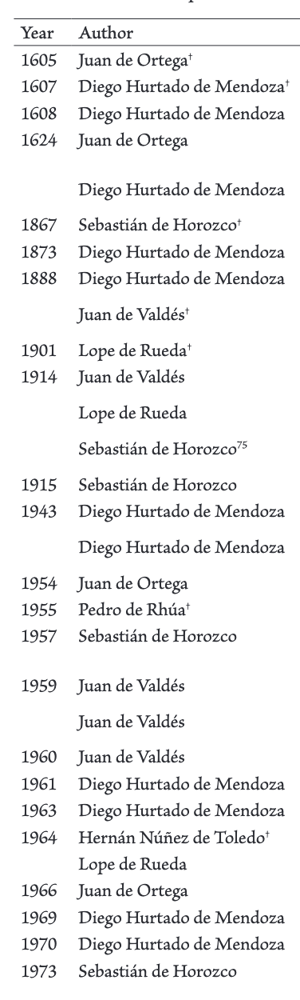 Year Author
1605 Juan de Ortega†
1607 Diego Hurtado de Mendoza†
1608 Diego Hurtado de Mendoza
1624 Juan de Ortega
Diego Hurtado de Mendoza
1867 Sebastián de Horozco†
1873 Diego Hurtado de Mendoza
1888 Diego Hurtado de Mendoza
Juan de Valdés†
1901 Lope de Rueda†
1914 Juan de Valdés
Lope de Rueda
Sebastián de Horozco⁷⁵
1915 Sebastián de Horozco
1943 Diego Hurtado de Mendoza
Diego Hurtado de Mendoza
1954 Juan de Ortega
1955 Pedro de Rhúa†
1957 Sebastián de Horozco
1959 Juan de Valdés
Juan de Valdés
1960 Juan de Valdés
1961 Diego Hurtado de Mendoza
1963 Diego Hurtado de Mendoza
1964 Hernán Núñez de Toledo†
Lope de Rueda
1966 Juan de Ortega
1969 Diego Hurtado de Mendoza
1970 Diego Hurtado de Mendoza
1973 Sebastián de Horozco